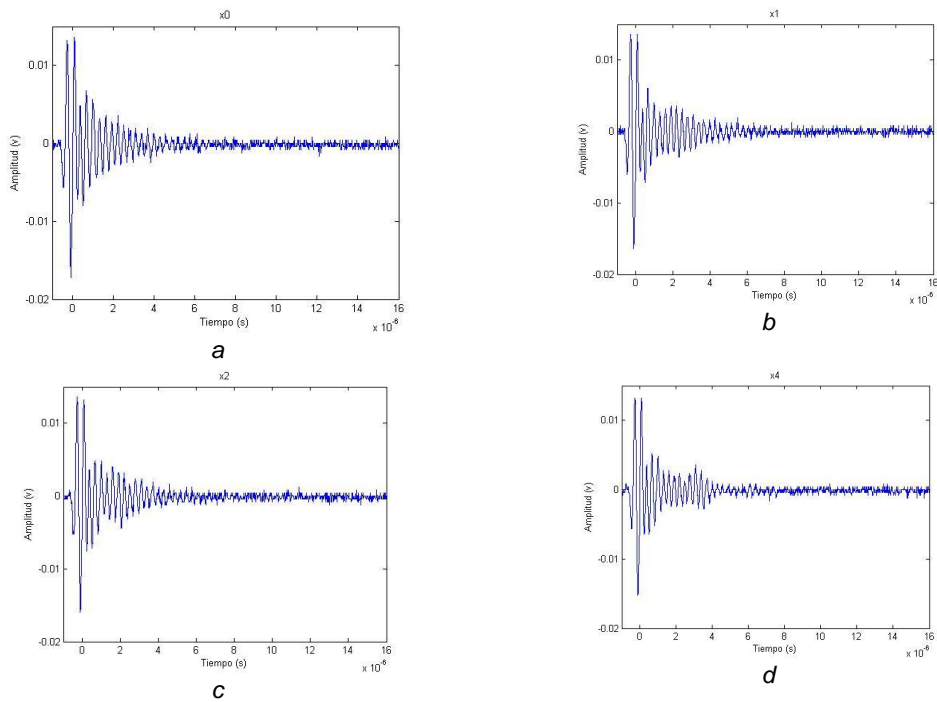 x0
0.01
0
-0.01
-0.02
Amplitud (v)
0 2 4 6 8 10 12 14 16
Tiempo (s)
x 10-6
a
x1
0.01
0
-0.01
-0.02
Amplitud (v)
0 2 4 6 8 10 12 14 16
Tiempo (s)
x 10-6
b
x2
0.01
0
-0.01
-0.02
Amplitud (v)
0 2 4 6 8 10 12 14 16
Tiempo (s)
x 10-6
c
x4
0.01
0
-0.01
-0.02
Amplitud (v)
0 2 4 6 8 10 12 14 16
Tiempo (s)
x 10-6
d